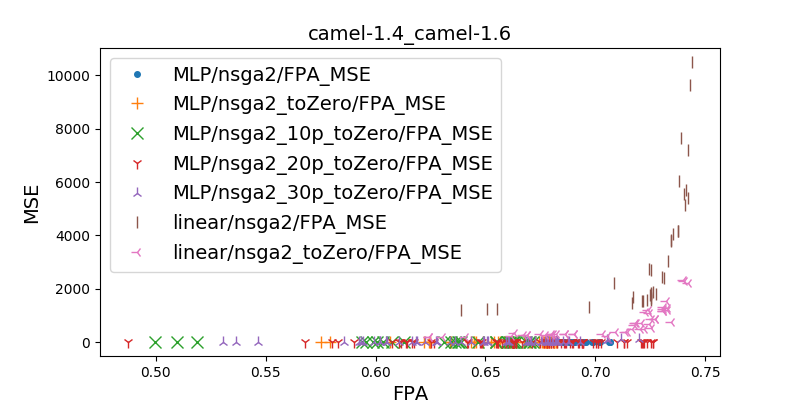 camel-1.4_camel-1.6
10000
8000
6000
4000
2000
0
MSE
MLP/nsga2/FPA_MSE
MLP/nsga2_toZero/FPA_MSE
MLP/nsga2_10p_toZero/FPA_MSE
MLP/nsga2_20p_toZero/FPA_MSE
MLP/nsga2_30p_toZero/FPA_MSE
linear/nsga2/FPA_MSE
linear/nsga2_toZero/FPA_MSE
0.50 0.55 0.60 0.65 0.70 0.75
FPA